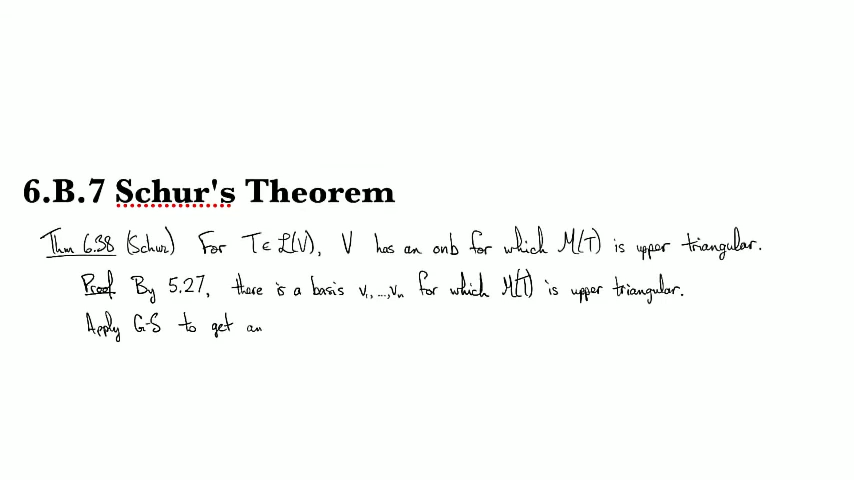 6.B.7 Schur's Theorem
Thm 6.38 (Schur) For T∈ℒ(V), V has an onb for which M(T) is upper triangular.
Proof By 5.27, there is a basis v₁,...,vₙ for which M(T) is upper triangular.
Apply G-S to get an